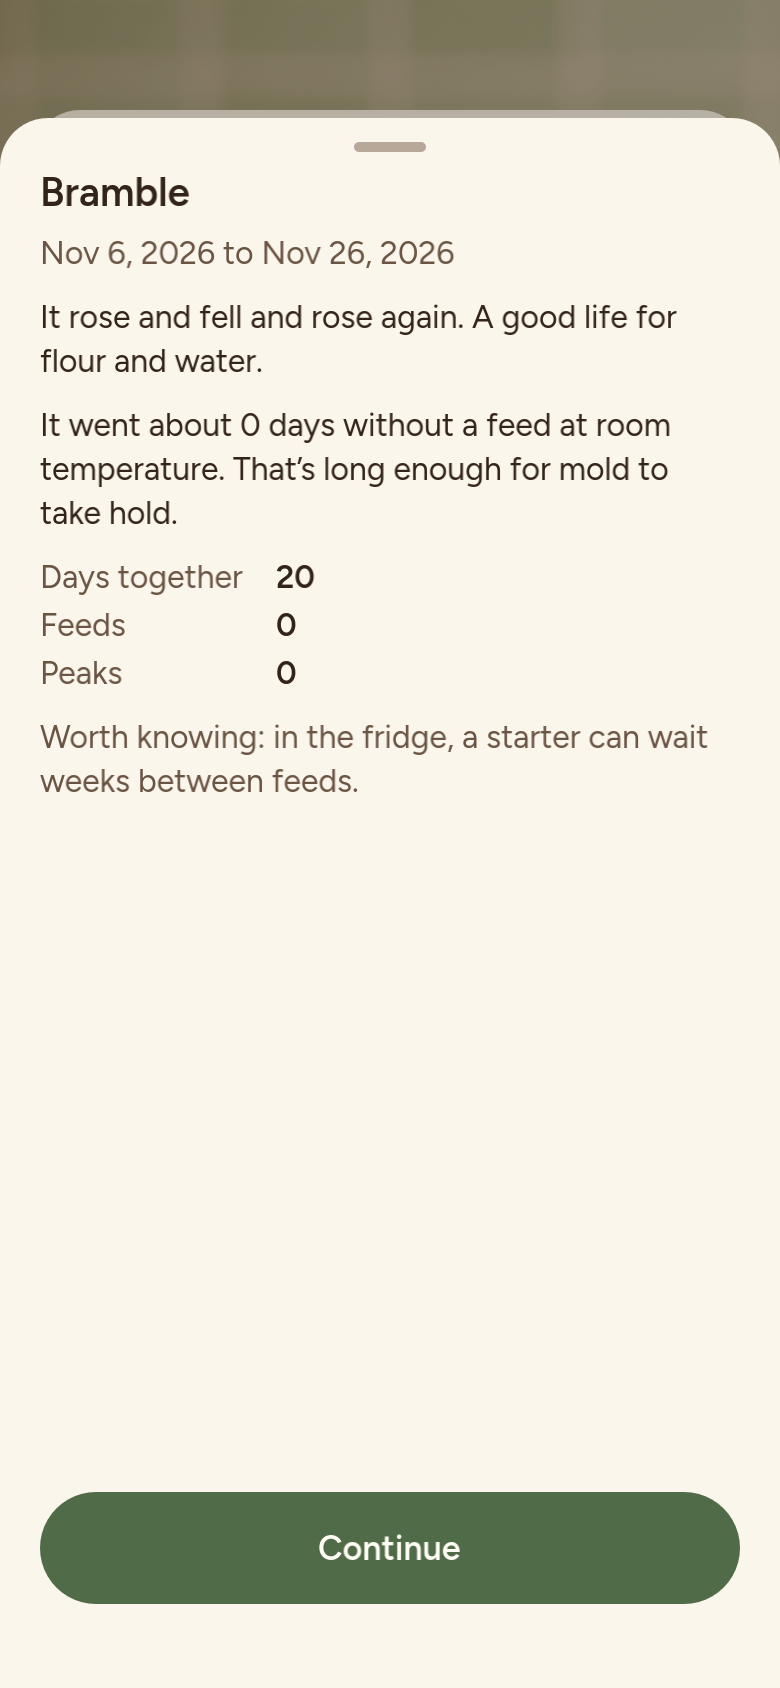 Bramble
Nov 6, 2026 to Nov 26, 2026
It rose and fell and rose again. A good life for
flour and water.
It went about 0 days without a feed at room
temperature. That’s long enough for mold to
take hold.
Days together 20
Feeds 0
Peaks 0
Worth knowing: in the fridge, a starter can wait
weeks between feeds.
Continue